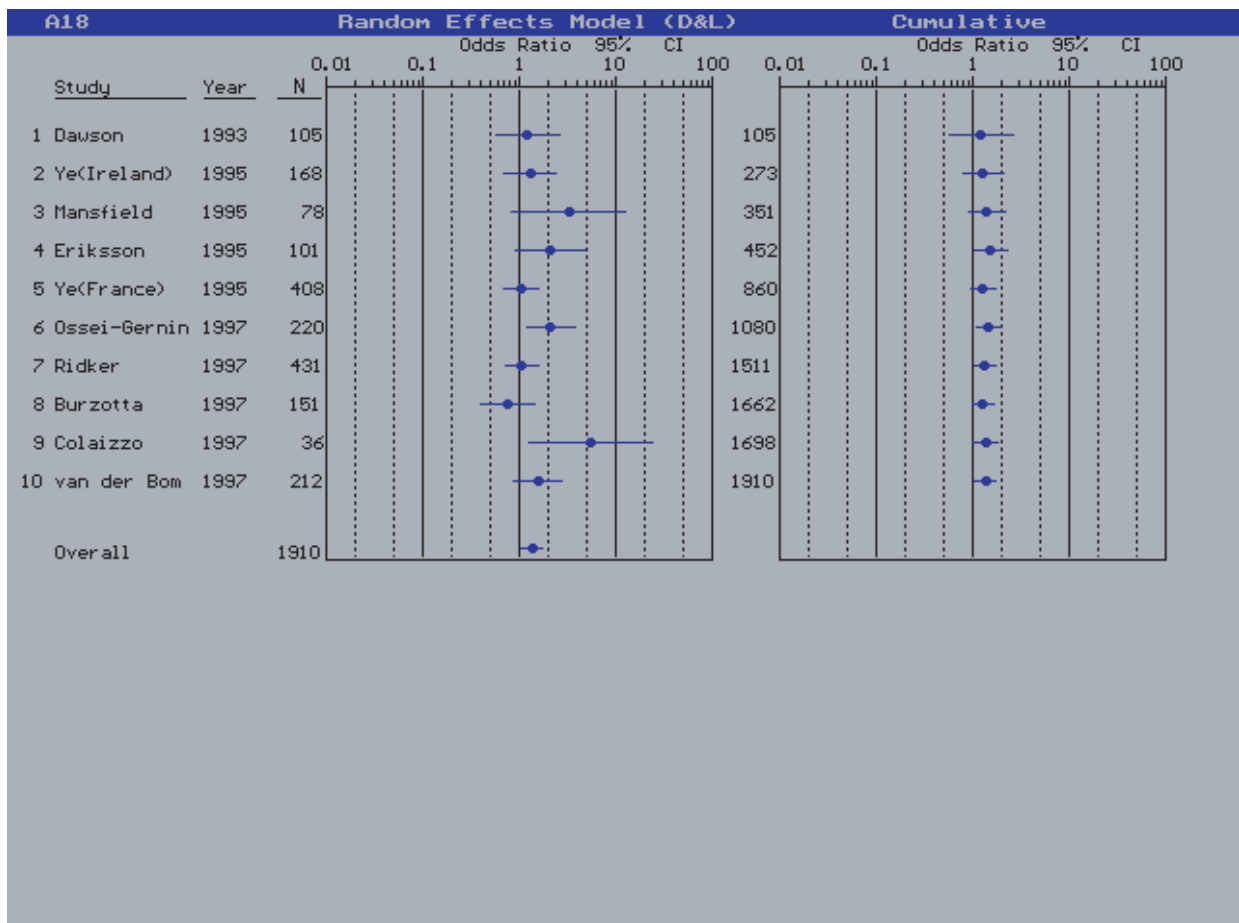 A18 Random Effects Model (D&L) Cumulative
Odds Ratio 95% CI Odds Ratio 95% CI
0.01 0.1 1 10 100 0.01 0.1 1 10 100
Study Year N
1 Dawson 1993 105 105
2 Ye(Ireland) 1995 168 273
3 Mansfield 1995 78 351
4 Eriksson 1995 101 452
5 Ye(France) 1995 408 860
6 Ossei-Gernin 1997 220 1080
7 Ridker 1997 431 1511
8 Burzotta 1997 151 1662
9 Colaizzo 1997 36 1698
10 van der Bom 1997 212 1910
Overall 1910